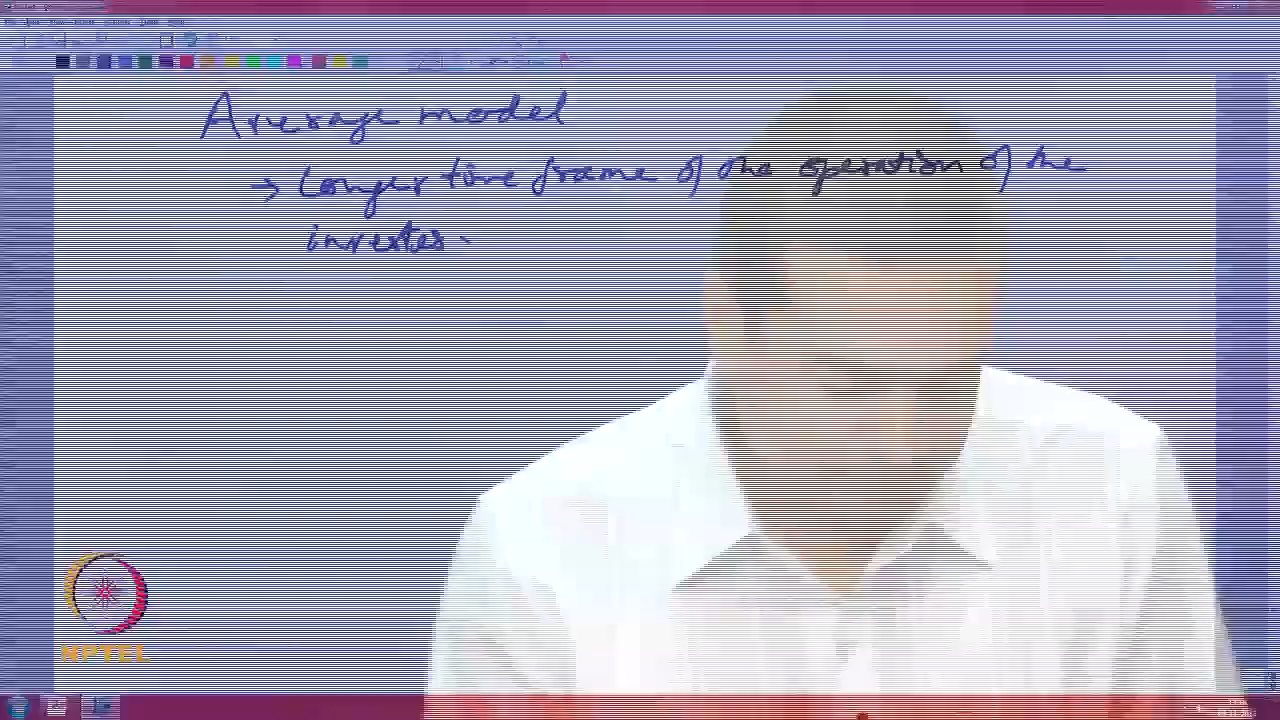 Average model
→ Longer time frame of the operation of the
inverter.
NPTEL